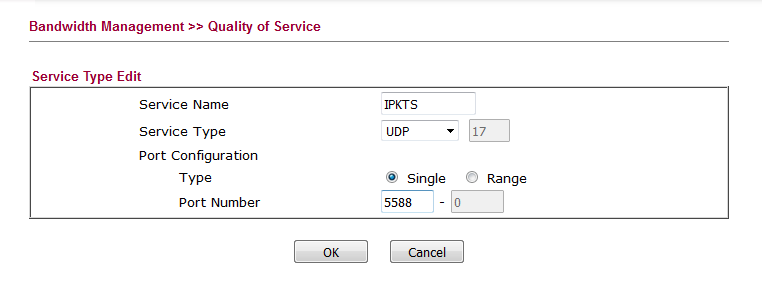 Bandwidth Management >> Quality of Service
Service Type Edit
Service Name IPKTS
Service Type UDP 17
Port Configuration
Type Single Range
Port Number 5588 - 0
OK Cancel